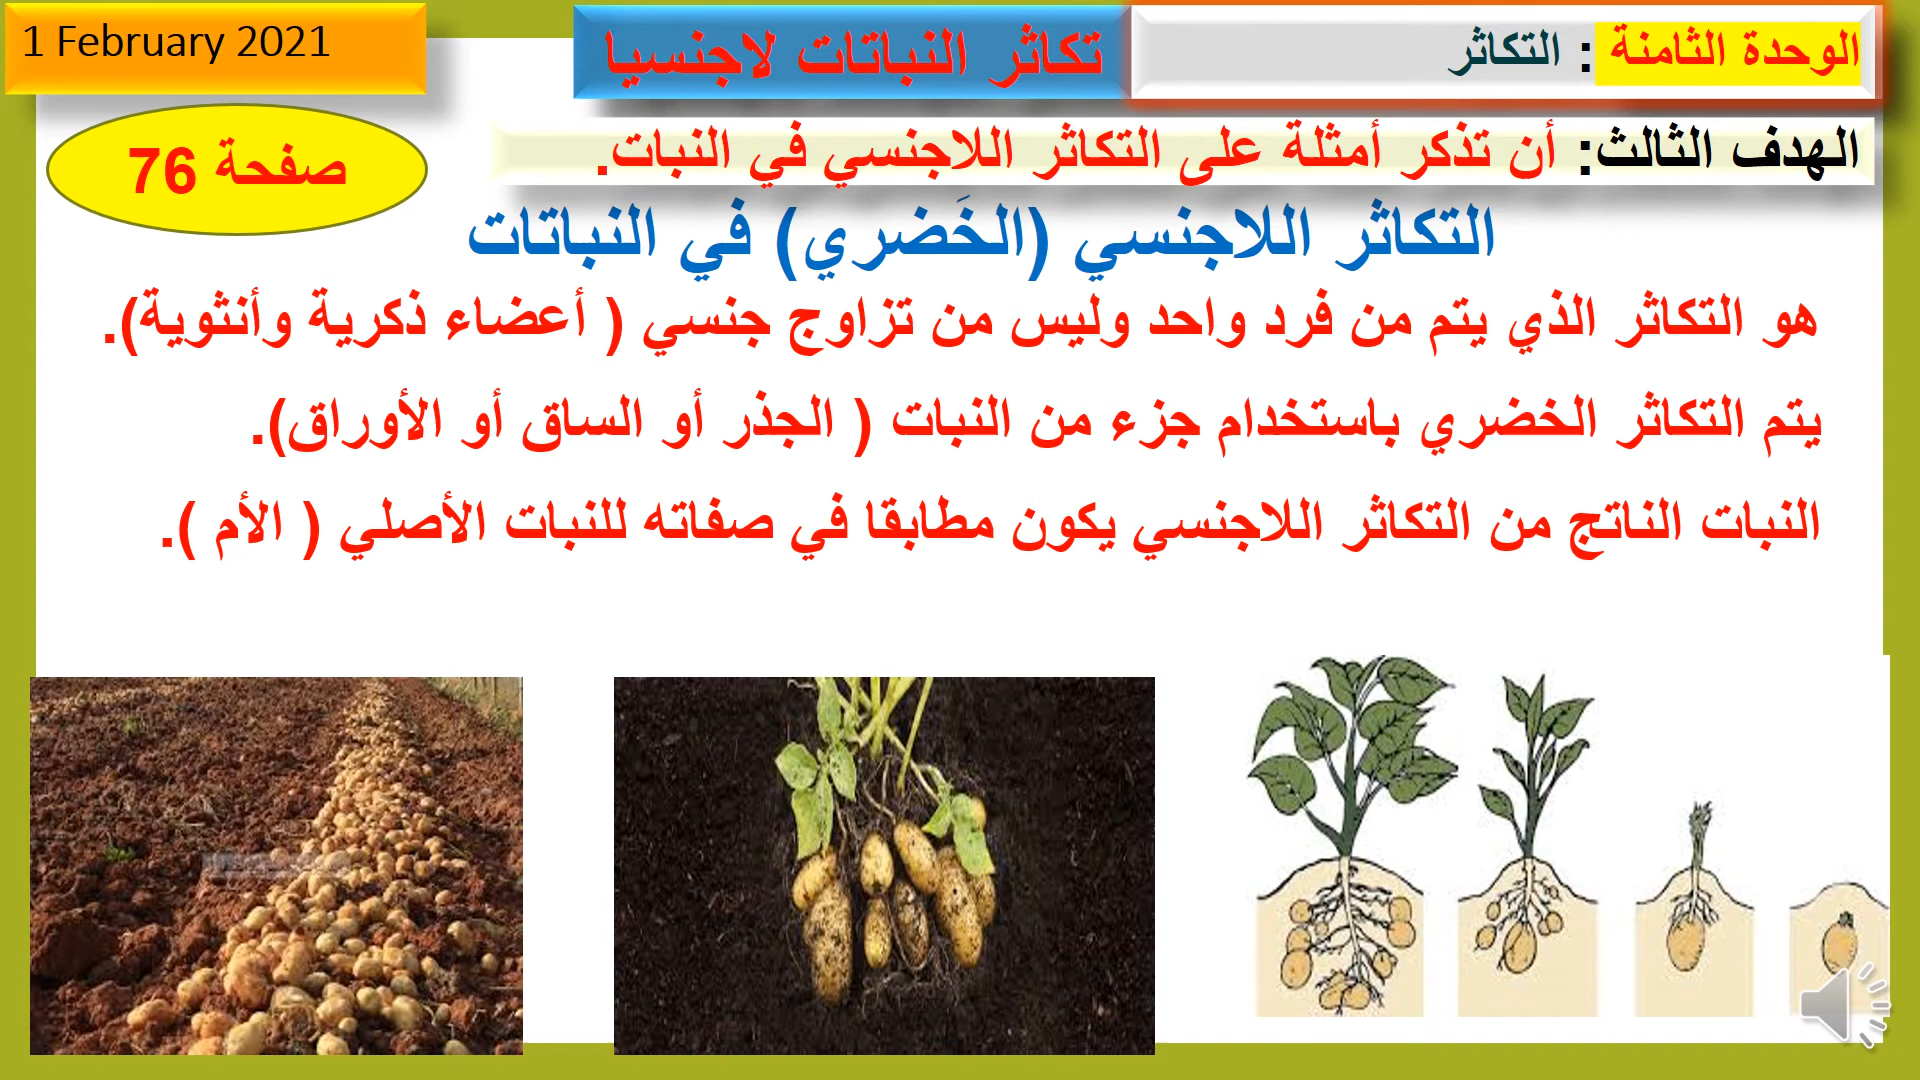 الوحدة الثامنة : التكاثر
تكاثر النباتات لاجنسيا
1 February 2021
الهدف الثالث: أن تذكر أمثلة على التكاثر اللاجنسي في النبات.
صفحة 76
التكاثر اللاجنسي (الخَضري) في النباتات
هو التكاثر الذي يتم من فرد واحد وليس من تزاوج جنسي ( أعضاء ذكرية وأنثوية).
يتم التكاثر الخضري باستخدام جزء من النبات ( الجذر أو الساق أو الأوراق).
النبات الناتج من التكاثر اللاجنسي يكون مطابقا في صفاته للنبات الأصلي ( الأم ).